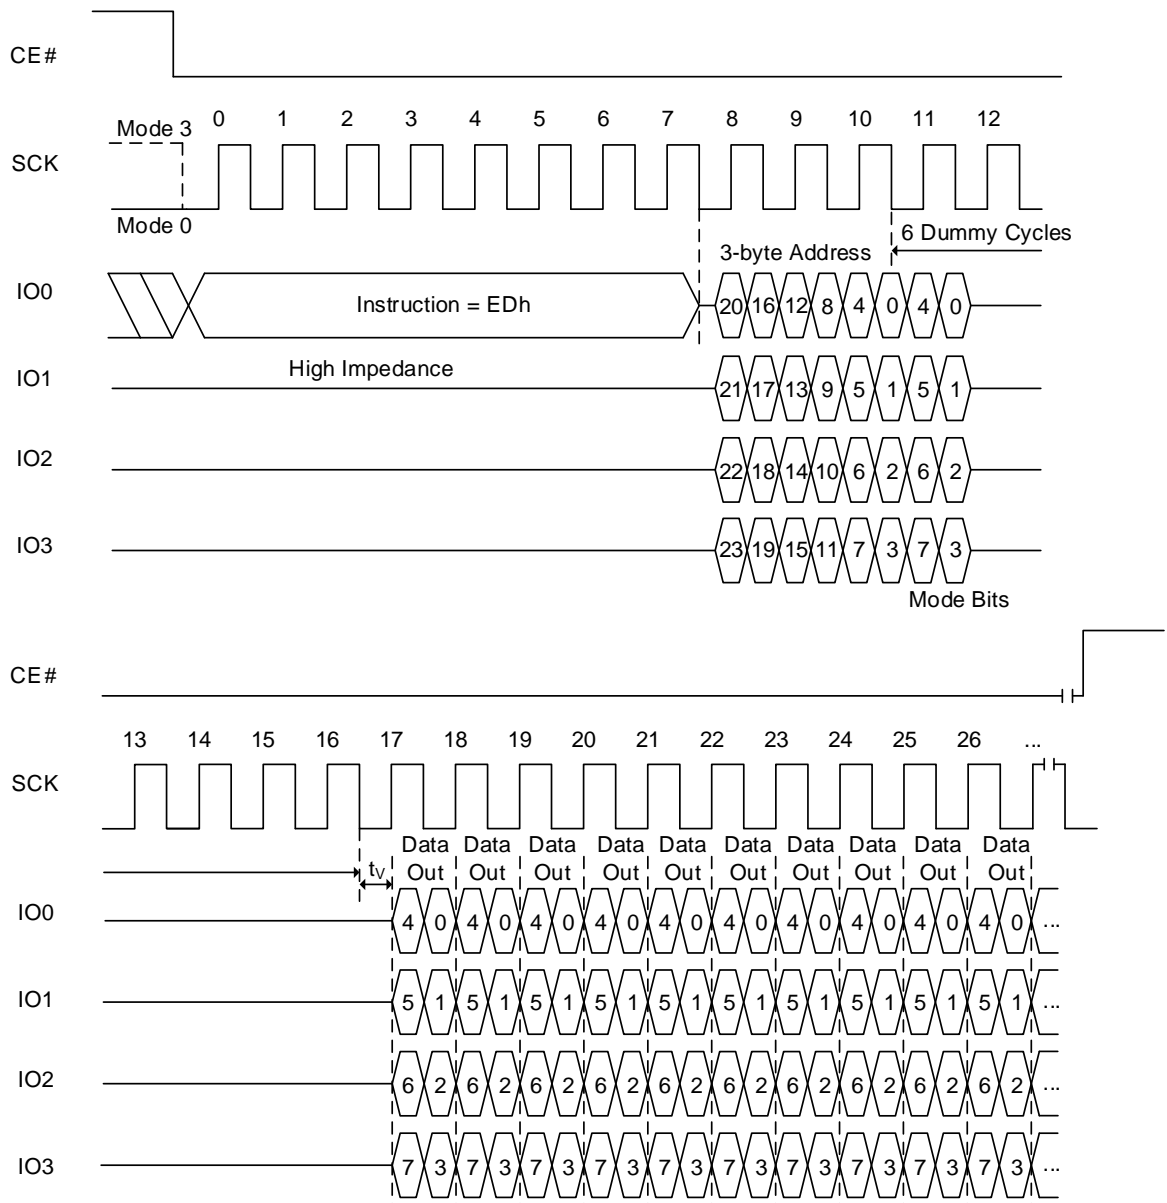 CE#
Mode 3 0 1 2 3 4 5 6 7 8 9 10 11 12
SCK
Mode 0
3-byte Address 6 Dummy Cycles
IO0 Instruction = EDh 20 16 12 8 4 0 4 0
IO1 High Impedance 21 17 13 9 5 1 5 1
IO2 22 18 14 10 6 2 6 2
IO3 23 19 15 11 7 3 7 3
Mode Bits
CE#
13 14 15 16 17 18 19 20 21 22 23 24 25 26 ...
SCK
Data Data Data Data Data Data Data Data Data Data
tV Out Out Out Out Out Out Out Out Out Out
IO0 4 0 4 0 4 0 4 0 4 0 4 0 4 0 4 0 4 0 4 0 ...
IO1 5 1 5 1 5 1 5 1 5 1 5 1 5 1 5 1 5 1 5 1 ...
IO2 6 2 6 2 6 2 6 2 6 2 6 2 6 2 6 2 6 2 6 2 ...
IO3 7 3 7 3 7 3 7 3 7 3 7 3 7 3 7 3 7 3 7 3 ...